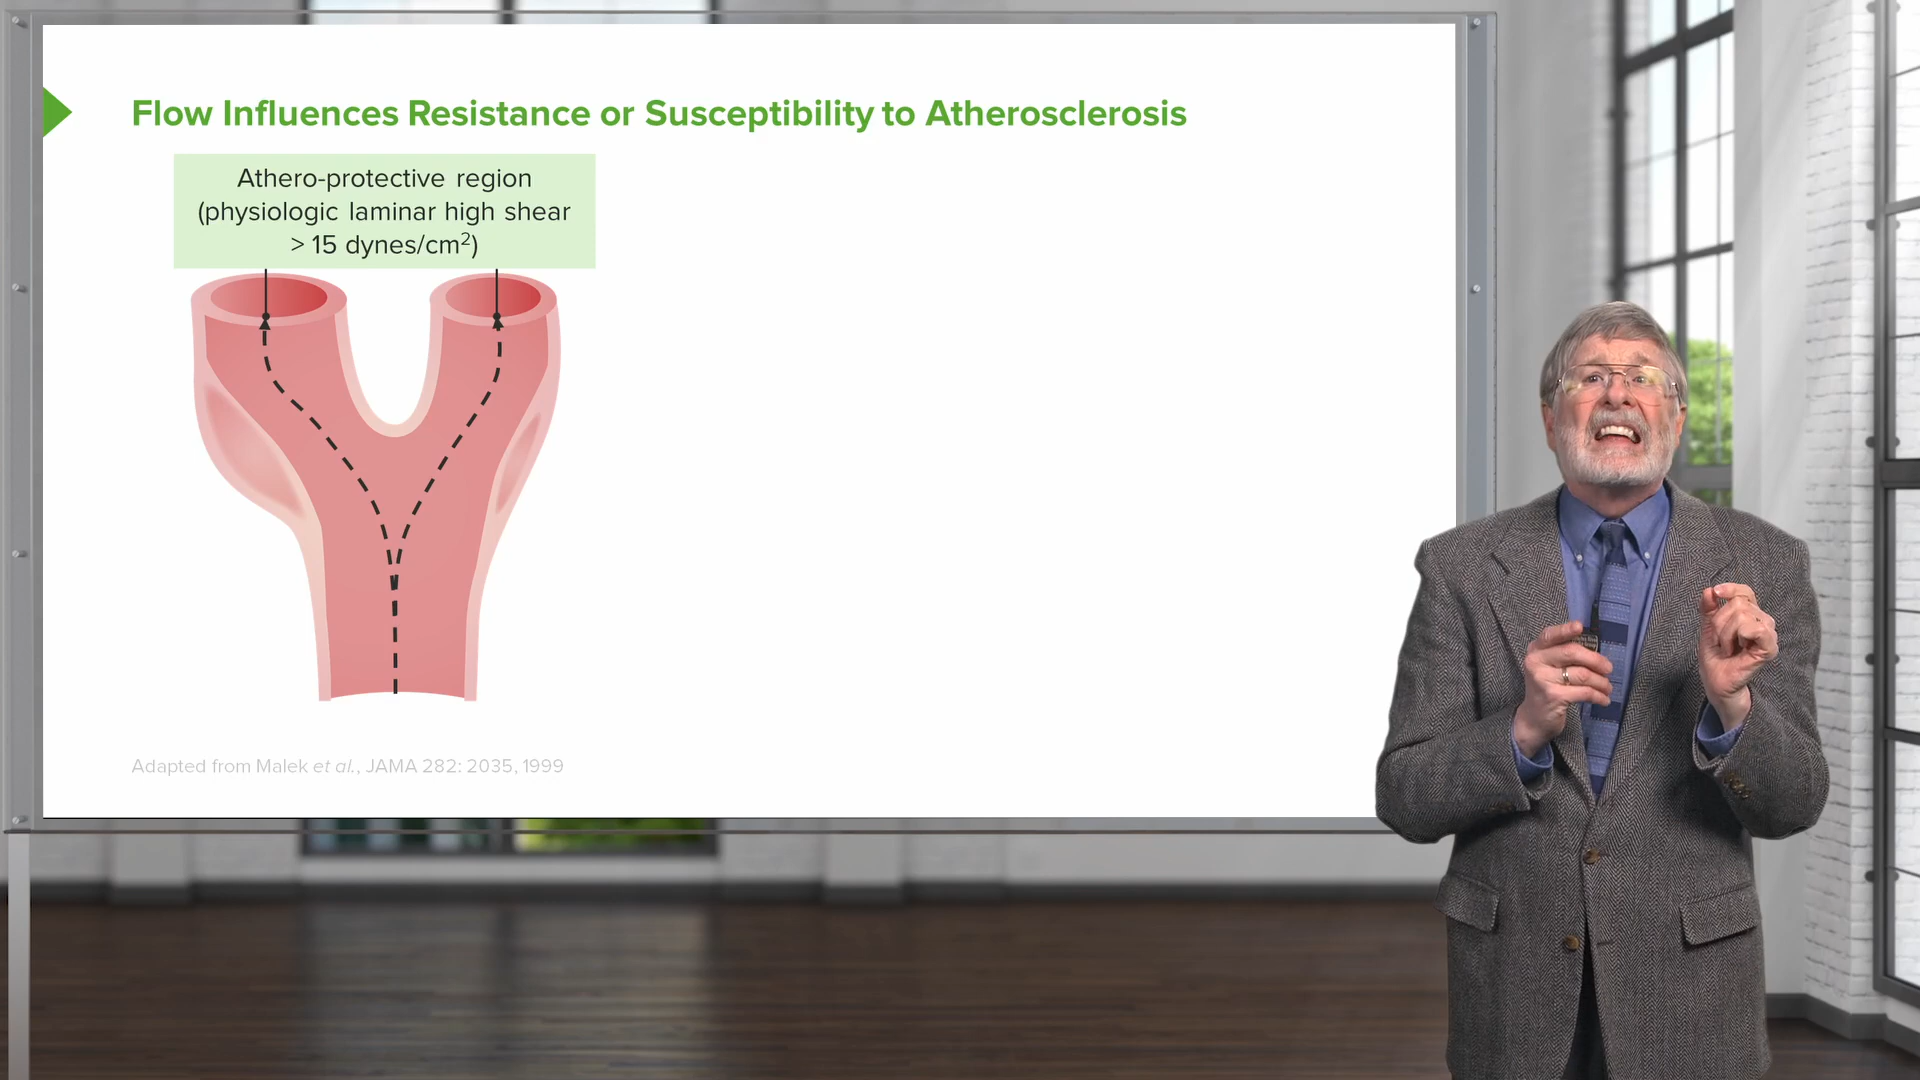 Flow Influences Resistance or Susceptibility to Atherosclerosis
Athero-protective region
(physiologic laminar high shear
> 15 dynes/cm²)
Adapted from Malek et al., JAMA 282: 2035, 1999